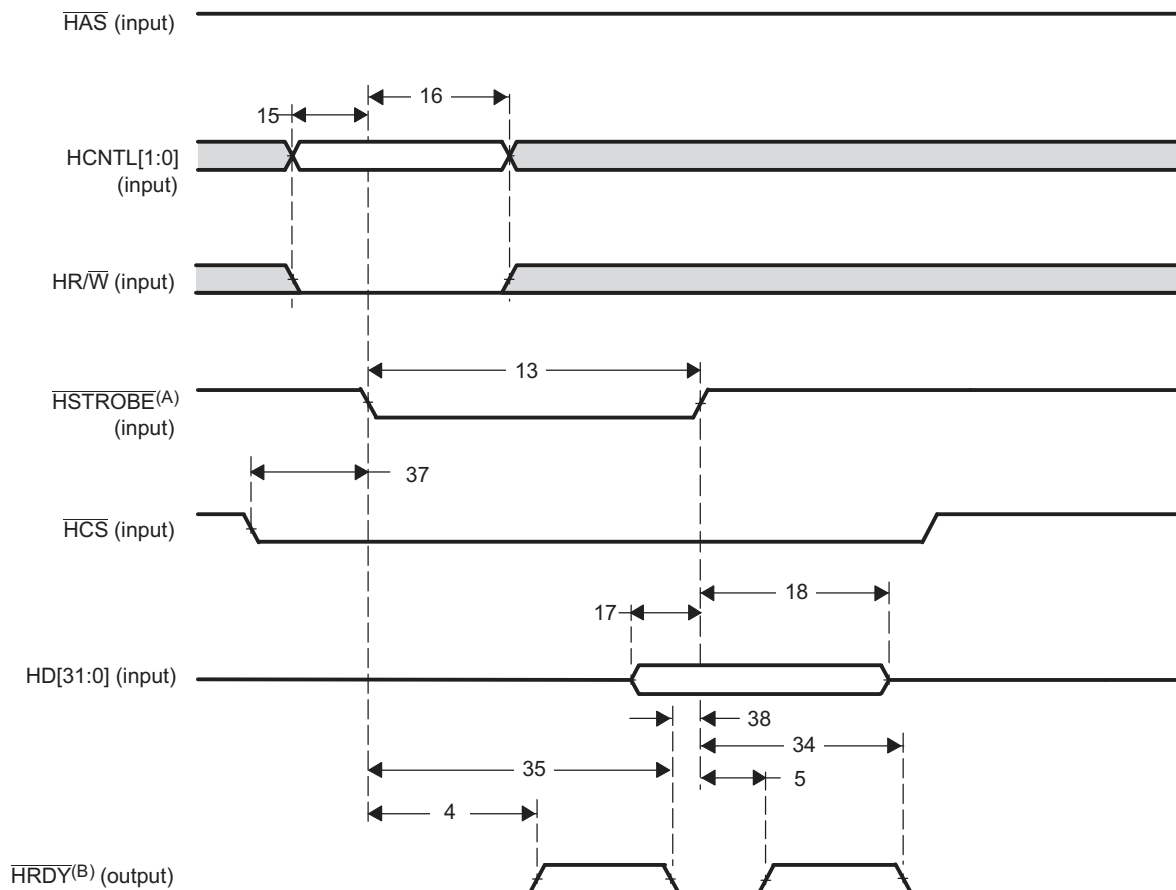 HAS (input)
16
15
HCNTL[1:0]
(input)
HR/W (input)
13
HSTROBE(A)
(input)
37
HCS (input)
18
17
HD[31:0] (input)
38
34
35
5
4
HRDY(B) (output)